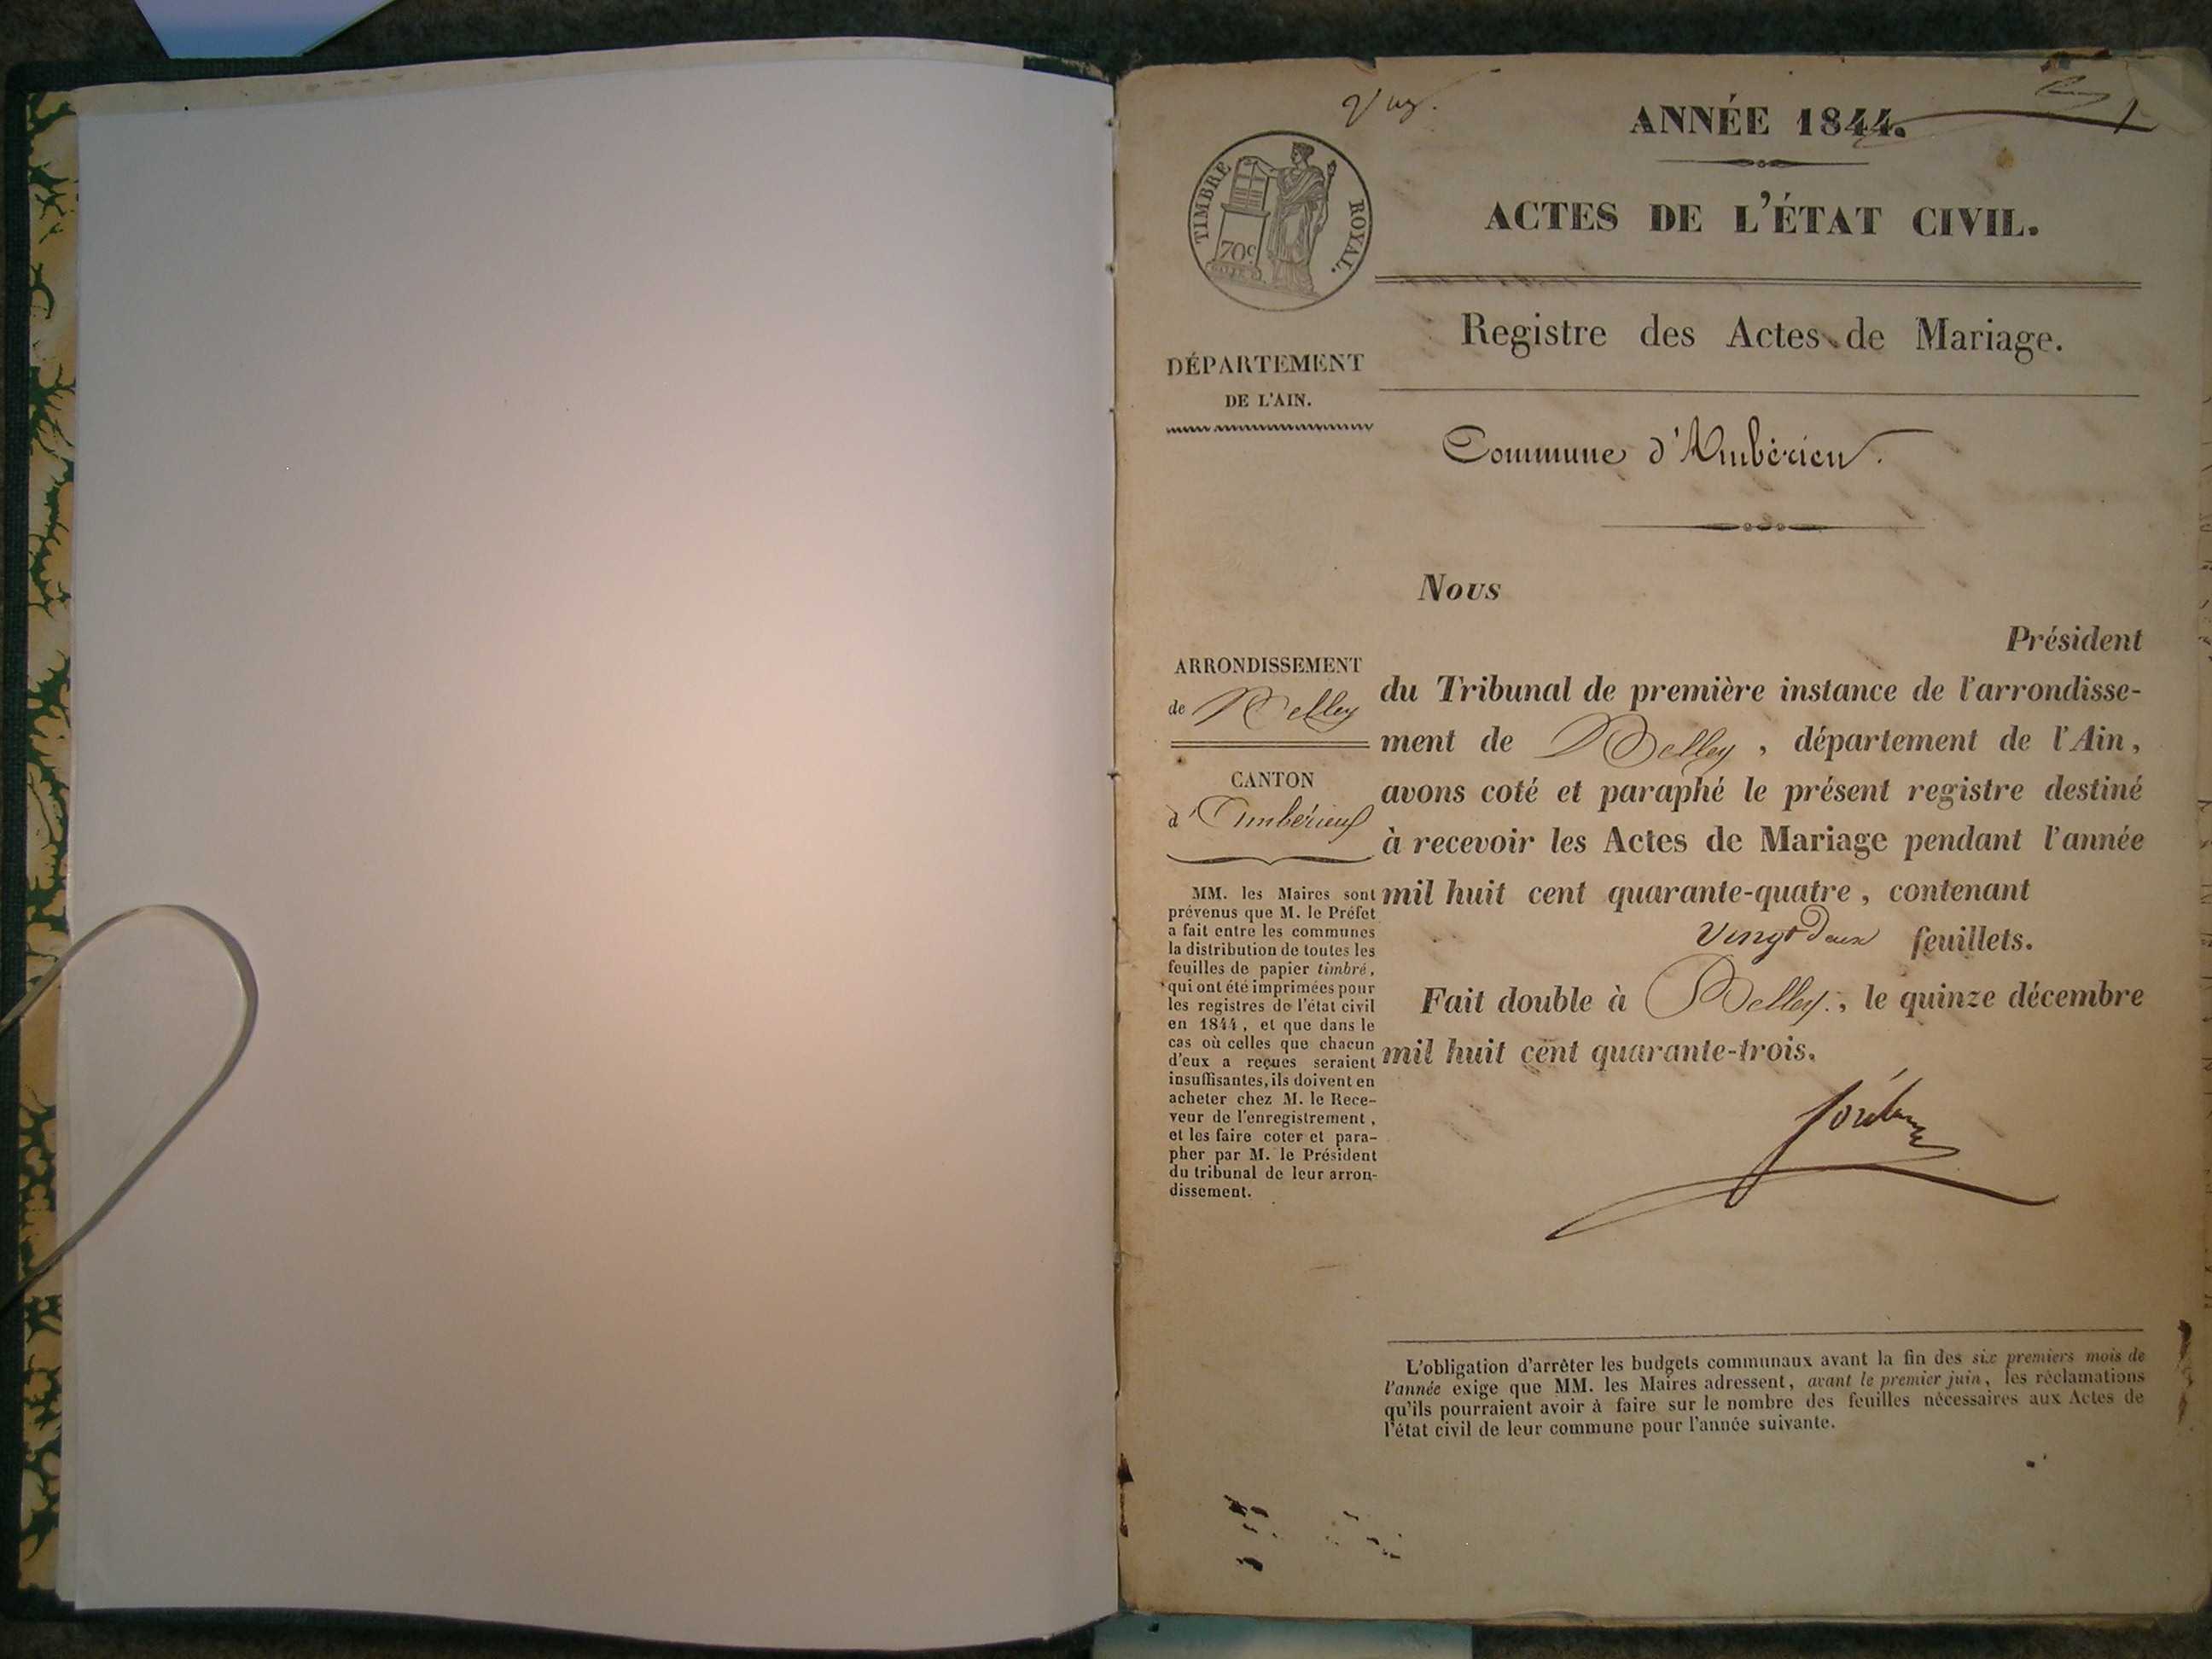 ANNÉE 1844.
TIMBRE ROYAL.
70c
ACTES DE L'ÉTAT CIVIL.
Registre des Actes de Mariage.
DÉPARTEMENT
DE L'AIN.
Commune d'Ambérieu.
Nous
Président
du Tribunal de première instance de l'arrondisse-
ment de Belley, département de l'Ain,
avons coté et paraphé le présent registre destiné
à recevoir les Actes de Mariage pendant l'année
mil huit cent quarante-quatre, contenant
vingt deux feuillets.
Fait double à Belley, le quinze décembre
mil huit cent quarante-trois.
ARRONDISSEMENT
de Belley
CANTON
d'Ambérieu
MM. les Maires sont
prévenus que M. le Préfet
a fait entre les communes
la distribution de toutes les
feuilles de papier timbré,
qui ont été imprimées pour
les registres de l'état civil
en 1844, et que dans le
cas où celles que chacun
d'eux a reçues seraient
insuffisantes, ils doivent en
acheter chez M. le Rece-
veur de l'enregistrement,
et les faire coter et para-
pher par M. le Président
du tribunal de leur arron-
dissement.
L'obligation d'arrêter les budgets communaux avant la fin des six premiers mois de
l'année exige que MM. les Maires adressent, avant le premier juin, les réclamations
qu'ils pourraient avoir à faire sur le nombre des feuilles nécessaires aux Actes de
l'état civil de leur commune pour l'année suivante.